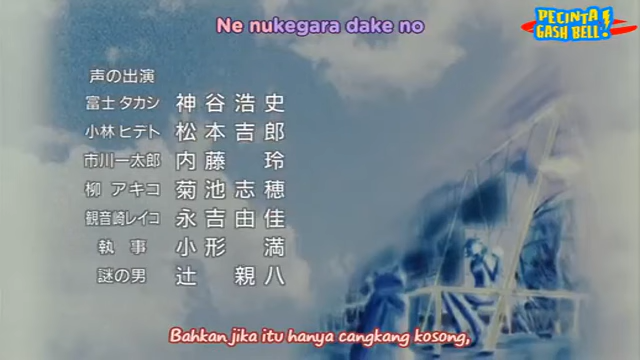 Ne nukegara dake no
PECINTA
GASH BELL!
声の出演
富士タカシ 神谷浩史
小林ヒデト 松本吉郎
市川一太郎 内藤 玲
柳 アキコ 菊池志穂
観音崎レイコ 永吉由佳
執事 小形 満
謎の男 辻 親八
Bahkan jika itu hanya cangkang kosong,